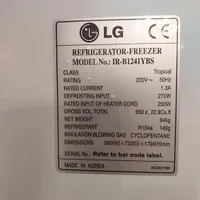 LG
REFRIGERATOR-FREEZER
MODEL No.: IR-B1241YBS
CLASS Tropical
RATING 220V~ 50Hz
RATED CURRENT 1.3A
DEFROSTING INPUT 270W
RATED INPUT OF HEATER CORD 200W
GROSS VOL.
NET WEIGHT 94kg
REFRIGERANT R134a 140g
INSULATION BLOWING GAS CYCLOPENTANE
DIMENSIONS
S/No. Refer to bar code label.
MADE IN KOREA